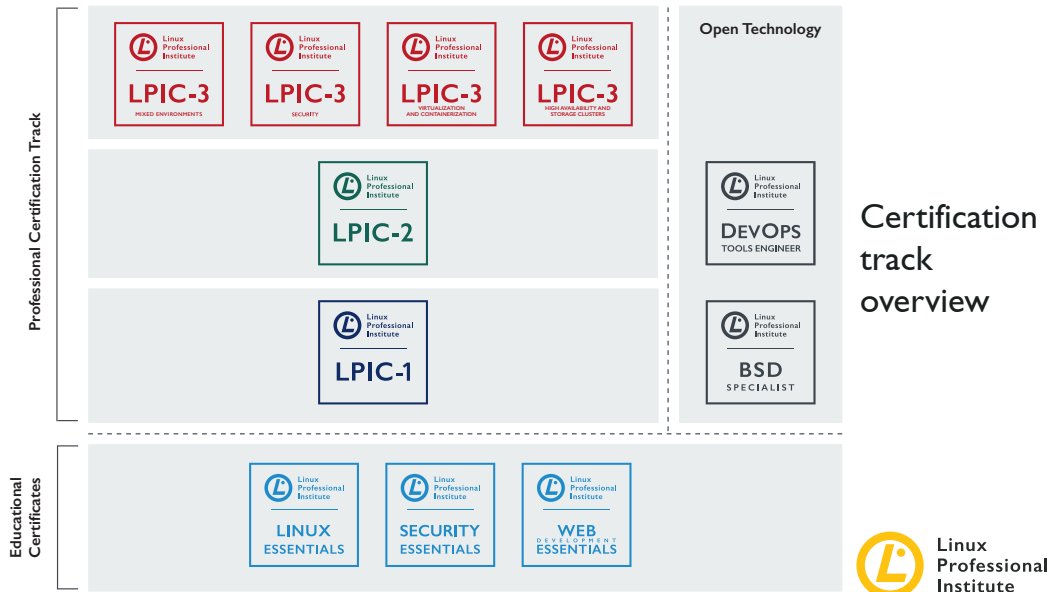 Professional Certification Track
Linux
Professional
Institute
LPIC-3
MIXED ENVIRONMENTS
Linux
Professional
Institute
LPIC-3
SECURITY
Linux
Professional
Institute
LPIC-3
VIRTUALIZATION
AND CONTAINERIZATION
Linux
Professional
Institute
LPIC-3
HIGH AVAILABILITY AND
STORAGE CLUSTERS
Open Technology
Linux
Professional
Institute
LPIC-2
Linux
Professional
Institute
DEVOPS
TOOLS ENGINEER
Linux
Professional
Institute
LPIC-1
Linux
Professional
Institute
BSD
SPECIALIST
Certification
track
overview
Educational
Certificates
Linux
Professional
Institute
LINUX
ESSENTIALS
Linux
Professional
Institute
SECURITY
ESSENTIALS
Linux
Professional
Institute
WEB
DEVELOPMENT
ESSENTIALS
Linux
Professional
Institute